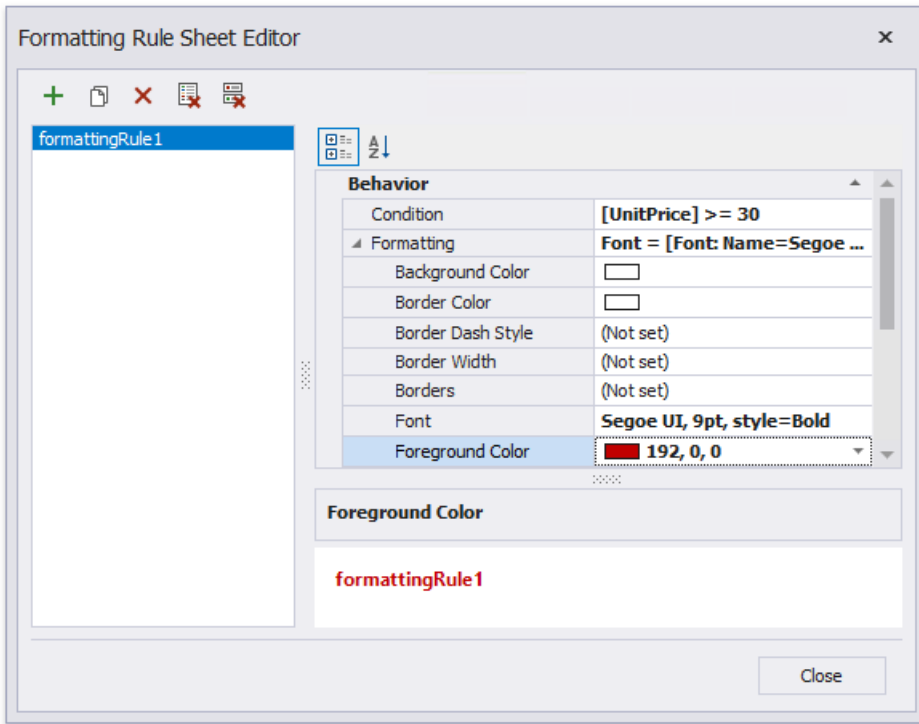 Formatting Rule Sheet Editor
formattingRule1
A
Z
Behavior
Condition [UnitPrice] >= 30
Formatting Font = [Font: Name=Segoe ...
Background Color
Border Color
Border Dash Style (Not set)
Border Width (Not set)
Borders (Not set)
Font Segoe UI, 9pt, style=Bold
Foreground Color 192, 0, 0
Foreground Color
formattingRule1
Close